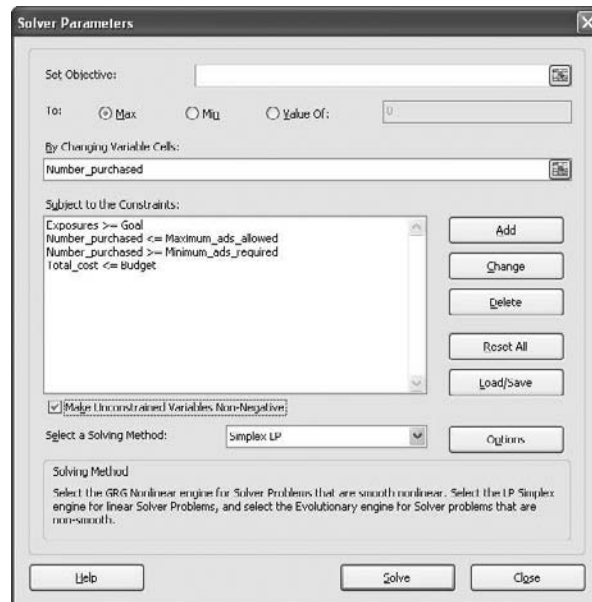 Solver Parameters
Set Objective:
To: Max Min Value Of: 0
By Changing Variable Cells:
Number_purchased
Subject to the Constraints:
Exposures >= Goal
Number_purchased <= Maximum_ads_allowed
Number_purchased >= Minimum_ads_required
Total_cost <= Budget
Add
Change
Delete
Reset All
Load/Save
Make Unconstrained Variables Non-Negative
Select a Solving Method: Simplex LP
Options
Solving Method
Select the GRG Nonlinear engine for Solver Problems that are smooth nonlinear. Select the LP Simplex
engine for linear Solver Problems, and select the Evolutionary engine for Solver problems that are
non-smooth.
Help
Solve
Close